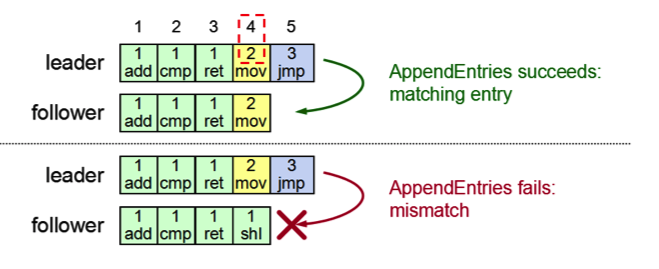 1 2 3 4 5
leader
1 1 1 2 3
add cmp ret mov jmp
AppendEntries succeeds:
matching entry
follower
1 1 1 2
add cmp ret mov
leader
1 1 1 2 3
add cmp ret mov jmp
AppendEntries fails:
mismatch
follower
1 1 1 1
add cmp ret shl